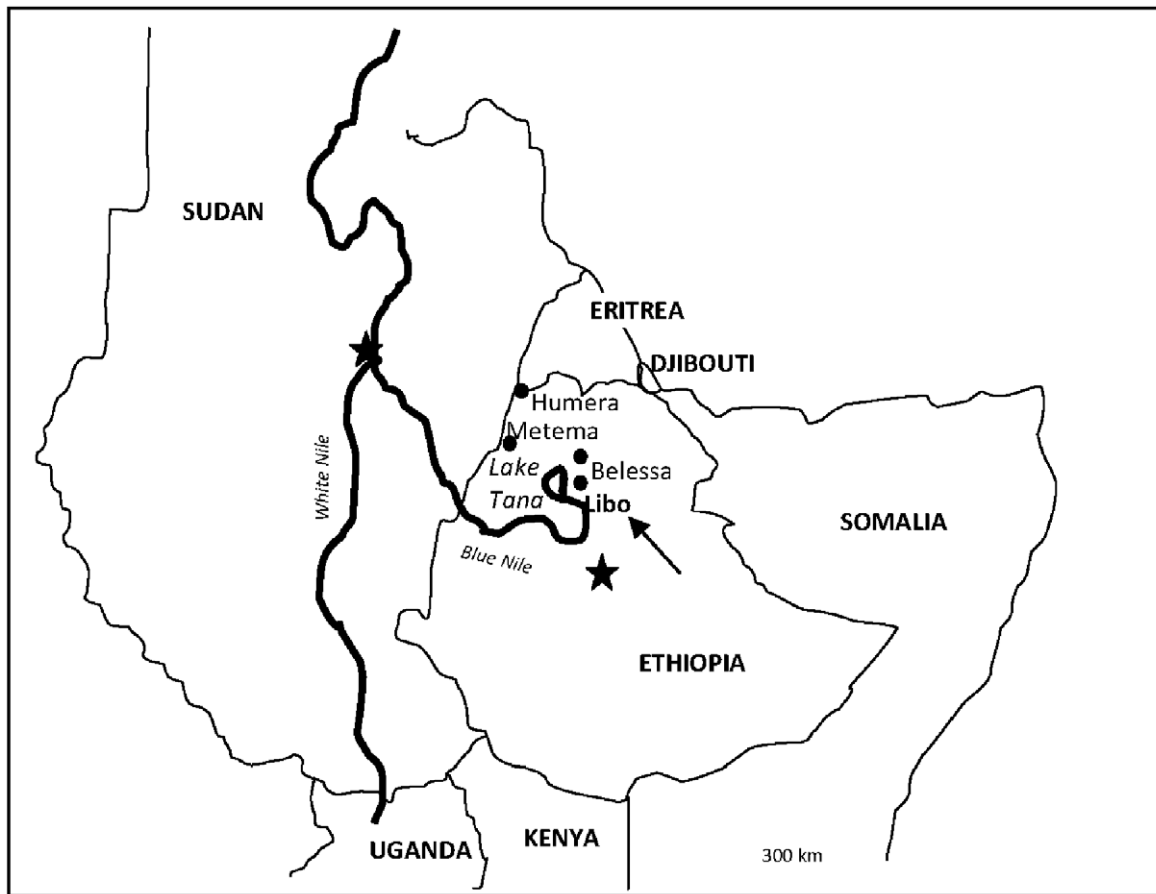 SUDAN
ERITREA
DJIBOUTI
Humera
Metema
Lake
Tana
Belessa
Libo
White Nile
Blue Nile
SOMALIA
ETHIOPIA
UGANDA
KENYA
300 km